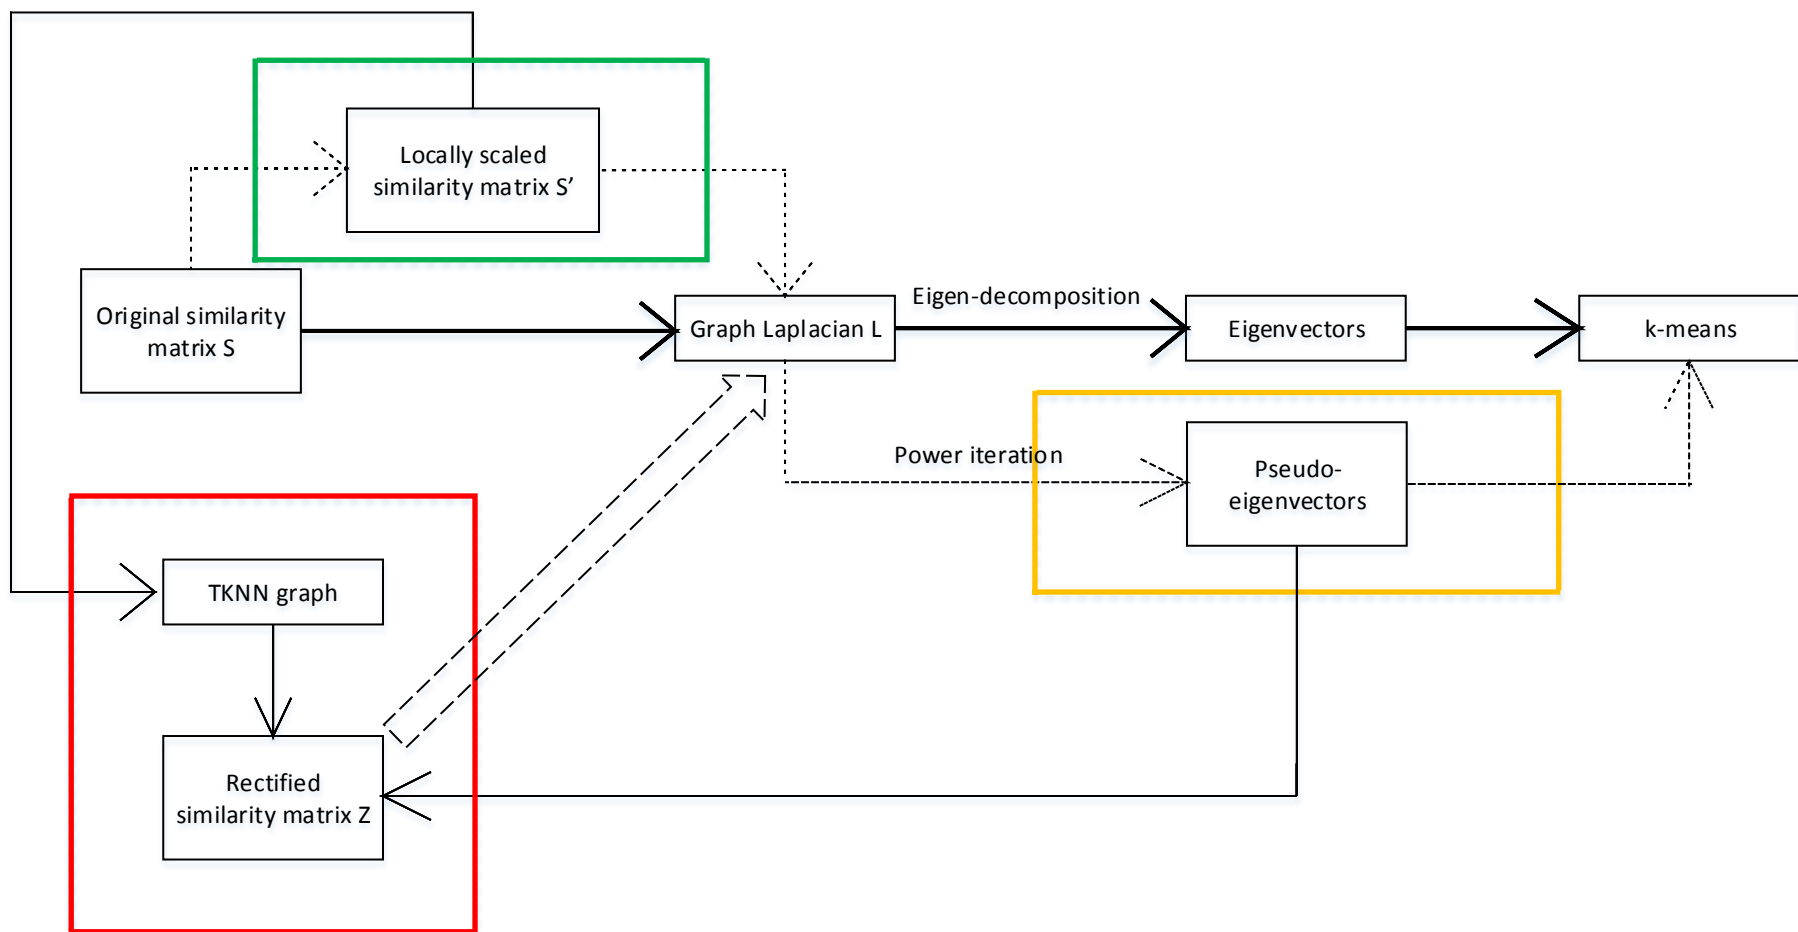 Locally scaled
similarity matrix S’
Original similarity
matrix S
Graph Laplacian L
Eigen-decomposition
Eigenvectors
k-means
Power iteration
Pseudo-
eigenvectors
TKNN graph
Rectified
similarity matrix Z